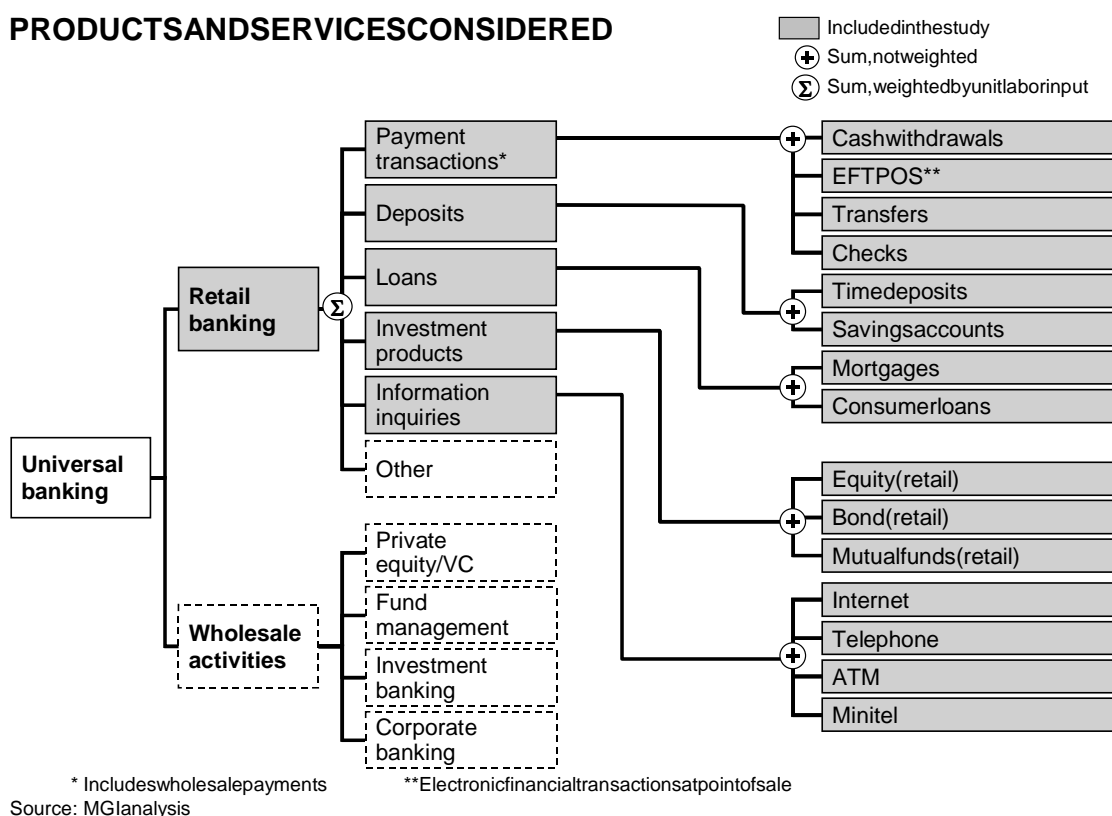 PRODUCTSANDSERVICESCONSIDERED
Includedinthestudy
+ Sum,notweighted
Σ Sum,weightedbyunitlaborinput
Universal
banking
Retail
banking
Σ
Wholesale
activities
Payment
transactions*
Deposits
Loans
Investment
products
Information
inquiries
Other
Private
equity/VC
Fund
management
Investment
banking
Corporate
banking
+
Cashwithdrawals
EFTPOS**
Transfers
Checks
+
Timedeposits
Savingsaccounts
+
Mortgages
Consumerloans
+
Equity(retail)
Bond(retail)
Mutualfunds(retail)
+
Internet
Telephone
ATM
Minitel
* Includeswholesalepayments
**Electronicfinancialtransactionsatpointofsale
Source: MGIanalysis